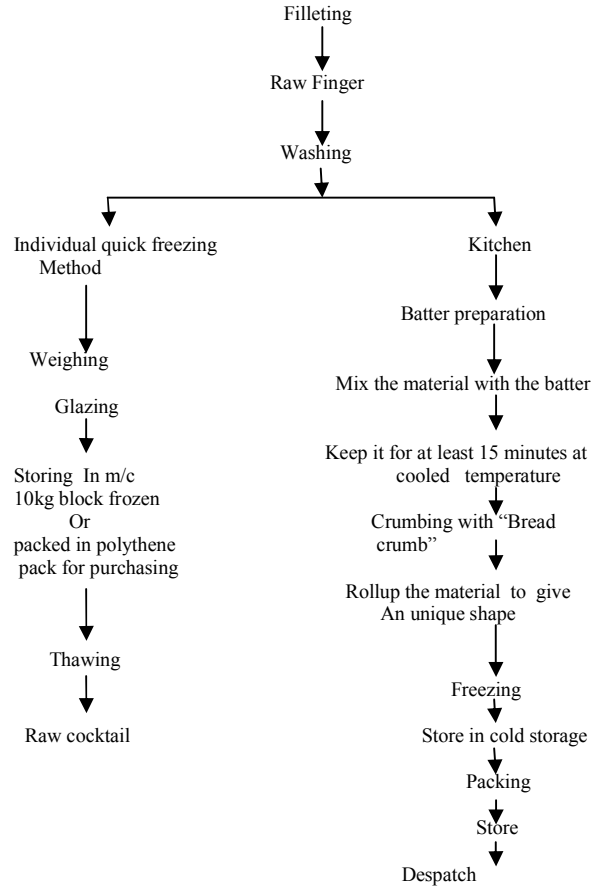 Filleting
Raw Finger
Washing
Individual quick freezing
Method
Weighing
Glazing
Storing In m/c
10kg block frozen
Or
packed in polythene
pack for purchasing
Thawing
Raw cocktail
Kitchen
Batter preparation
Mix the material with the batter
Keep it for at least 15 minutes at
cooled temperature
Crumbing with “Bread
crumb”
Rollup the material to give
An unique shape
Freezing
Store in cold storage
Packing
Store
Despatch